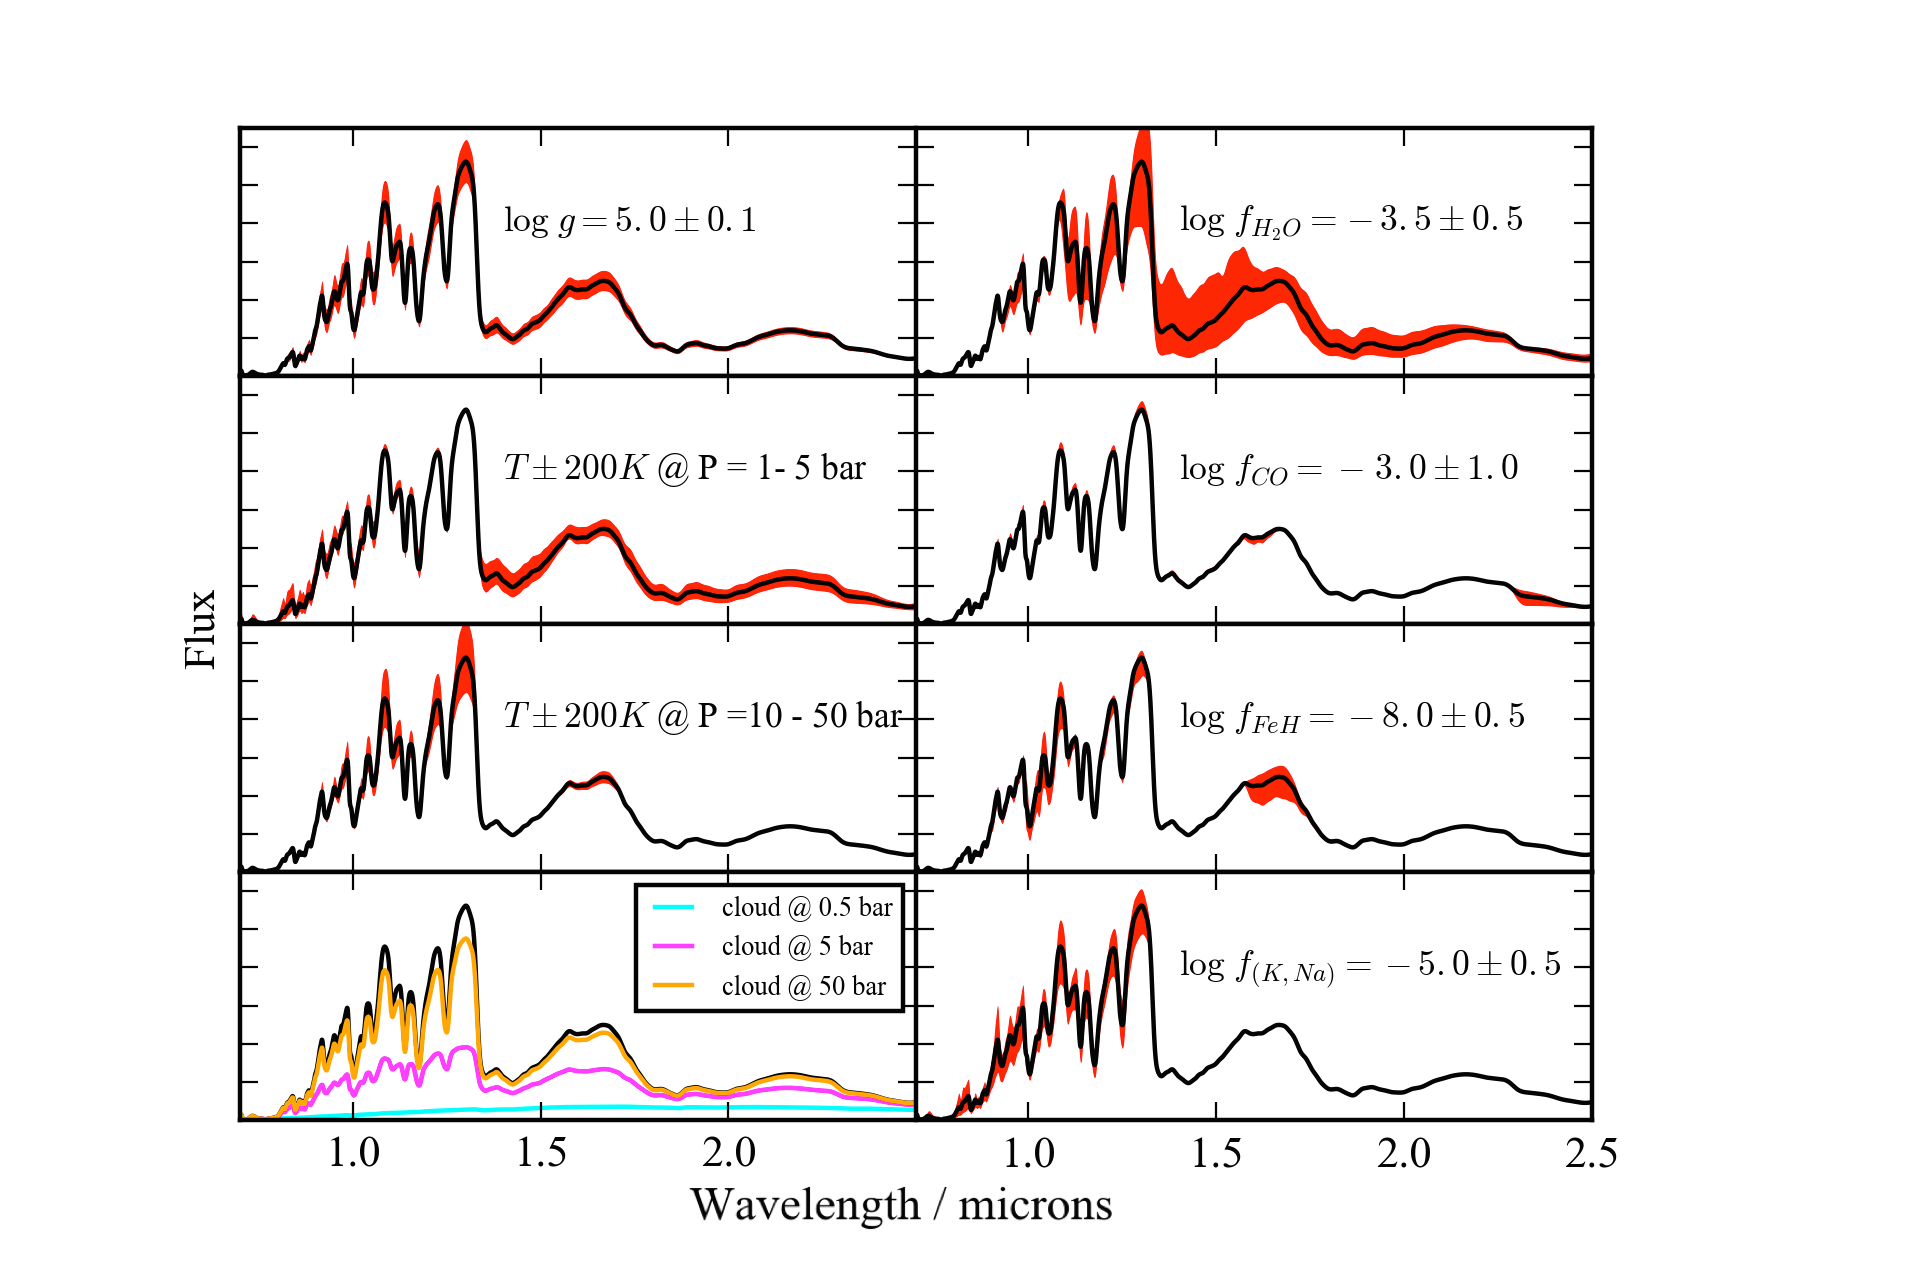 log g = 5.0 ± 0.1
log f_{H_2O} = −3.5 ± 0.5
T ± 200K @ P = 1- 5 bar
log f_{CO} = −3.0 ± 1.0
T ± 200K @ P =10 - 50 bar
log f_{FeH} = −8.0 ± 0.5
cloud @ 0.5 bar
cloud @ 5 bar
cloud @ 50 bar
log f_{(K,Na)} = −5.0 ± 0.5
Flux
1.0 1.5 2.0 1.0 1.5 2.0 2.5
Wavelength / microns